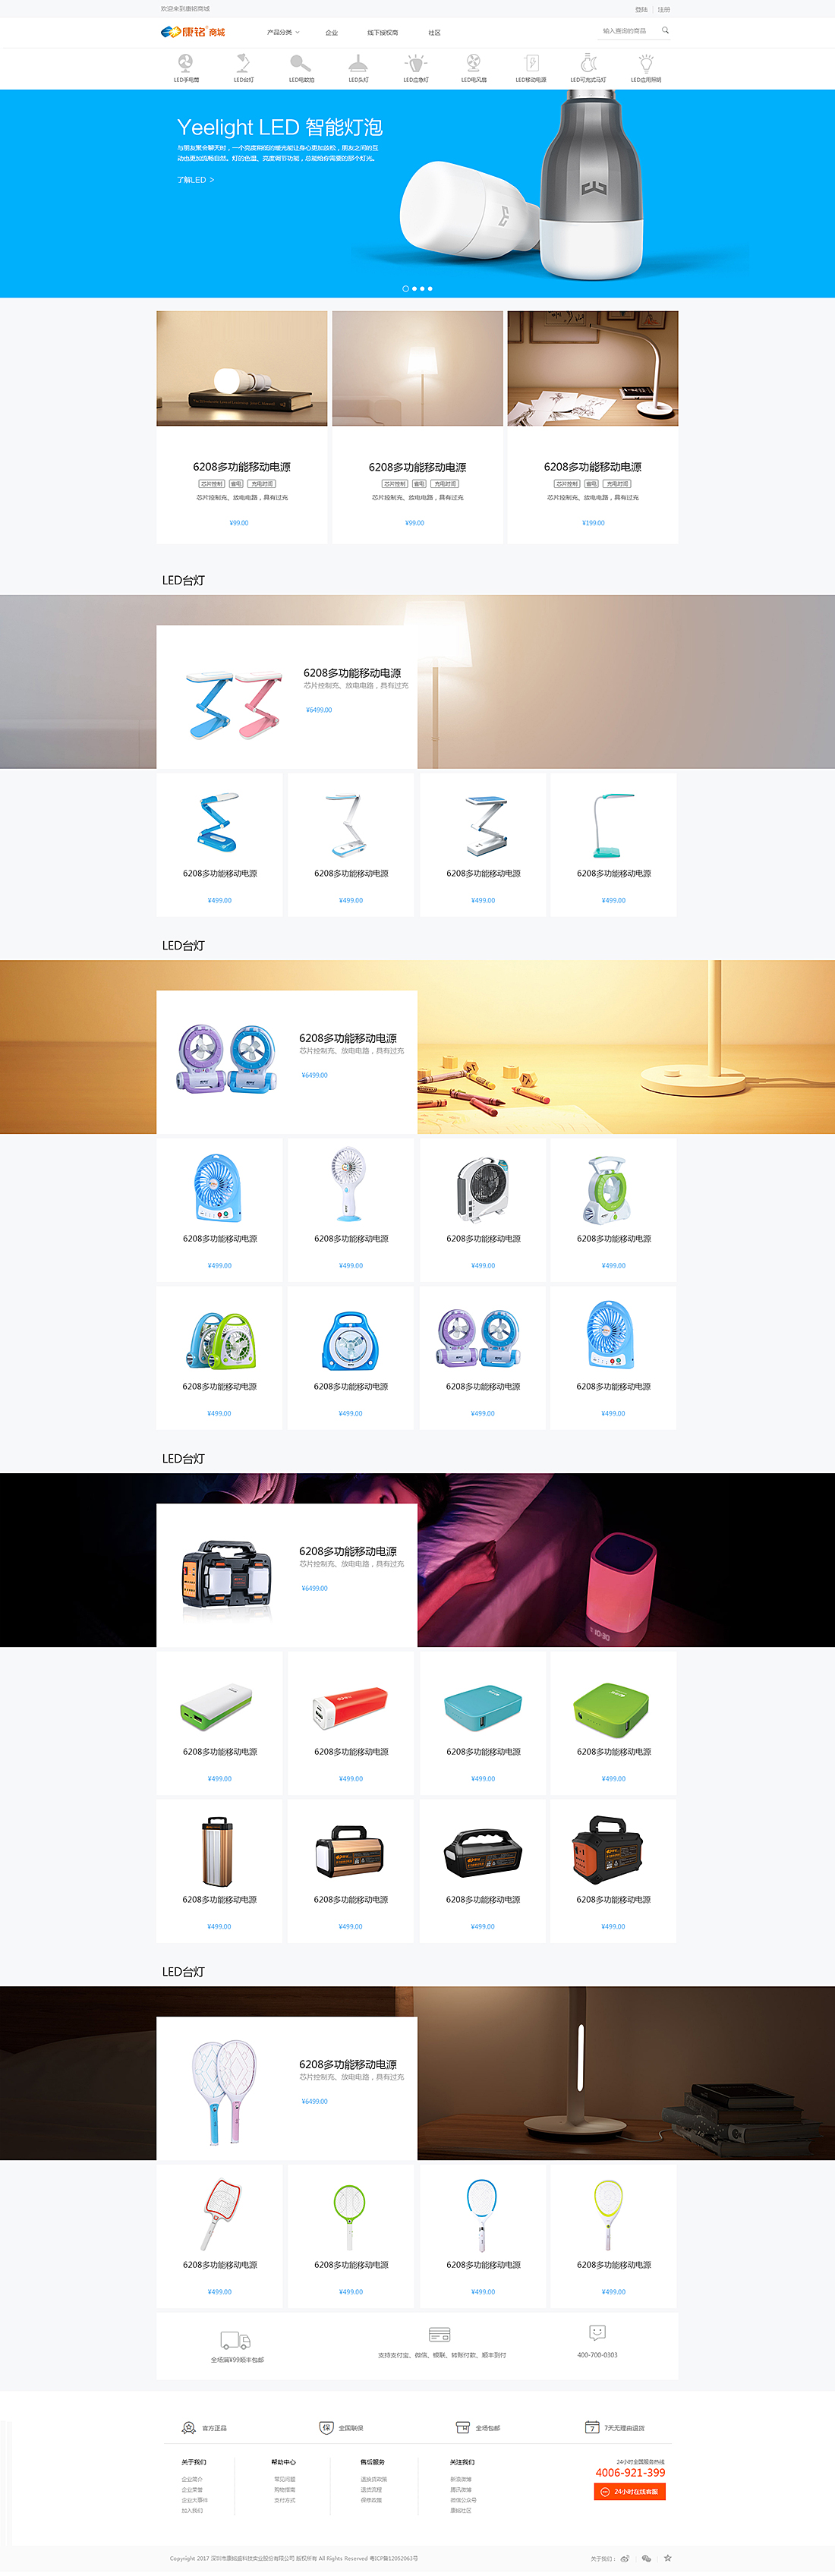 欢迎来到康铭商城
登陆 注册
康铭商城
产品分类 企业 线下授权商 社区
输入查询的商品
LED手电筒 LED台灯 LED电蚊拍 LED头灯 LED应急灯 LED电风扇 LED移动电源 LED可充式马灯 LED应用照明
Yeelight LED 智能灯泡
与朋友聚会聊天时，一个亮度稍低的暖光能让身心更加放松，朋友之间的互
动也更加流畅自然。灯的色温、亮度调节功能，总能给你需要的那个灯光。
了解LED >
6208多功能移动电源 6208多功能移动电源 6208多功能移动电源
芯片控制 省电 充电时间 芯片控制 省电 充电时间 芯片控制 省电 充电时间
芯片控制充、放电电路，具有过充 芯片控制充、放电电路，具有过充 芯片控制充、放电电路，具有过充
¥99.00 ¥99.00 ¥199.00
LED台灯
6208多功能移动电源
芯片控制充、放电电路，具有过充
¥6499.00
6208多功能移动电源 6208多功能移动电源 6208多功能移动电源 6208多功能移动电源
¥499.00 ¥499.00 ¥499.00 ¥499.00
LED台灯
6208多功能移动电源
芯片控制充、放电电路，具有过充
¥6499.00
6208多功能移动电源 6208多功能移动电源 6208多功能移动电源 6208多功能移动电源
¥499.00 ¥499.00 ¥499.00 ¥499.00
6208多功能移动电源 6208多功能移动电源 6208多功能移动电源 6208多功能移动电源
¥499.00 ¥499.00 ¥499.00 ¥499.00
LED台灯
6208多功能移动电源
芯片控制充、放电电路，具有过充
¥6499.00
6208多功能移动电源 6208多功能移动电源 6208多功能移动电源 6208多功能移动电源
¥499.00 ¥499.00 ¥499.00 ¥499.00
6208多功能移动电源 6208多功能移动电源 6208多功能移动电源 6208多功能移动电源
¥499.00 ¥499.00 ¥499.00 ¥499.00
LED台灯
6208多功能移动电源
芯片控制充、放电电路，具有过充
¥6499.00
6208多功能移动电源 6208多功能移动电源 6208多功能移动电源 6208多功能移动电源
¥499.00 ¥499.00 ¥499.00 ¥499.00
全场满¥99顺丰包邮 支持支付宝、微信、银联、转账付款、顺丰到付 400-700-0303
官方正品 保 全国联保 全场包邮 7 7天无理由退货
关于我们 帮助中心 售后服务 关注我们
企业简介 常见问题 退换货政策 新浪微博
企业荣誉 购物指南 退货流程 腾讯微博
企业大事件 支付方式 保修政策 微信公众号
加入我们 康铭社区
24小时全国服务热线
4006-921-399
24小时在线客服
Copyright 2017 深圳市康铭盛科技实业股份有限公司 版权所有 All Rights Reserved 粤ICP备12052063号
关于我们：